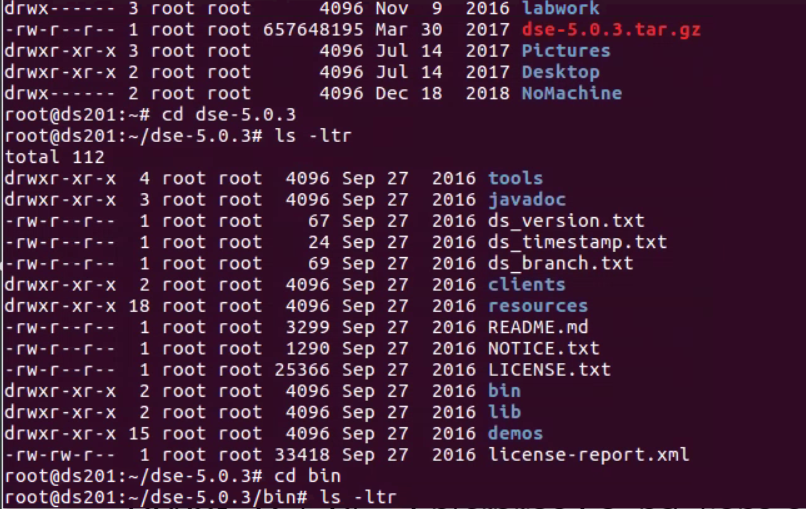 drwx------ 3 root root      4096 Nov  9  2016 labwork
-rw-r--r-- 1 root root 657648195 Mar 30  2017 dse-5.0.3.tar.gz
drwxr-xr-x 3 root root      4096 Jul 14  2017 Pictures
drwxr-xr-x 2 root root      4096 Jul 14  2017 Desktop
drwx------ 2 root root      4096 Dec 18  2018 NoMachine
root@ds201:~# cd dse-5.0.3
root@ds201:~/dse-5.0.3# ls -ltr
total 112
drwxr-xr-x  4 root root  4096 Sep 27  2016 tools
drwxr-xr-x  3 root root  4096 Sep 27  2016 javadoc
-rw-r--r--  1 root root    67 Sep 27  2016 ds_version.txt
-rw-r--r--  1 root root    24 Sep 27  2016 ds_timestamp.txt
-rw-r--r--  1 root root    69 Sep 27  2016 ds_branch.txt
drwxr-xr-x  2 root root  4096 Sep 27  2016 clients
drwxr-xr-x 18 root root  4096 Sep 27  2016 resources
-rw-r--r--  1 root root  3299 Sep 27  2016 README.md
-rw-r--r--  1 root root  1290 Sep 27  2016 NOTICE.txt
-rw-r--r--  1 root root 25366 Sep 27  2016 LICENSE.txt
drwxr-xr-x  2 root root  4096 Sep 27  2016 bin
drwxr-xr-x  2 root root  4096 Sep 27  2016 lib
drwxr-xr-x 15 root root  4096 Sep 27  2016 demos
-rw-rw-r--  1 root root 33418 Sep 27  2016 license-report.xml
root@ds201:~/dse-5.0.3# cd bin
root@ds201:~/dse-5.0.3/bin# ls -ltr